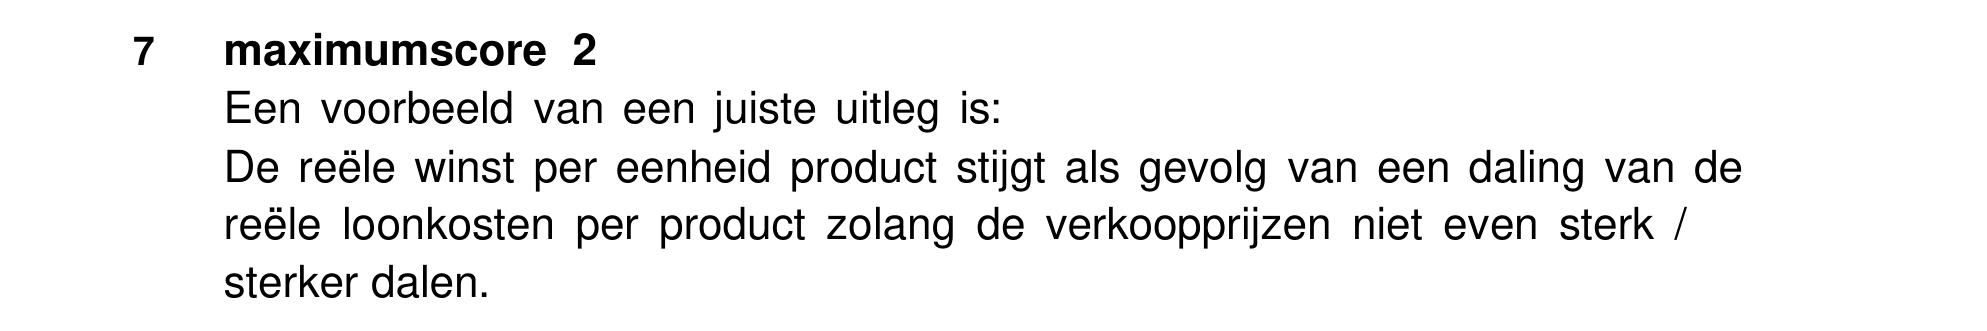 7 maximumscore 2
Een voorbeeld van een juiste uitleg is:
De reële winst per eenheid product stijgt als gevolg van een daling van de
reële loonkosten per product zolang de verkoopprijzen niet even sterk /
sterker dalen.